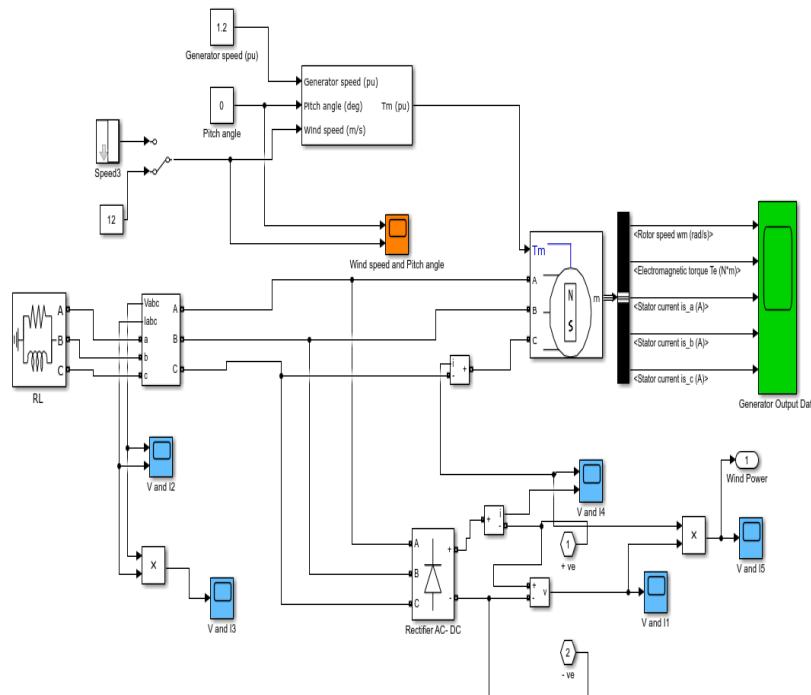 1.2
Generator speed (pu)
Generator speed (pu)
0
Pitch angle (deg)
Tm (pu)
Pitch angle
Wind speed (m/s)
Speed3
12
Wind speed and Pitch angle
Tm
A
B
C
N
S
m
<Rotor speed wm (rad/s)>
<Electromagnetic torque Te (N*m)>
<Stator current is_a (A)>
<Stator current is_b (A)>
<Stator current is_c (A)>
Generator Output Dat
A
B
C
RL
Vabc
Iabc
a
b
c
A
B
C
i
+
-
V and I2
x
V and I3
A
B
C
+
-
Rectifier AC- DC
+
i
-
V and I4
1
+ ve
+
-
v
V and I1
x
1
Wind Power
V and I5
2
- ve